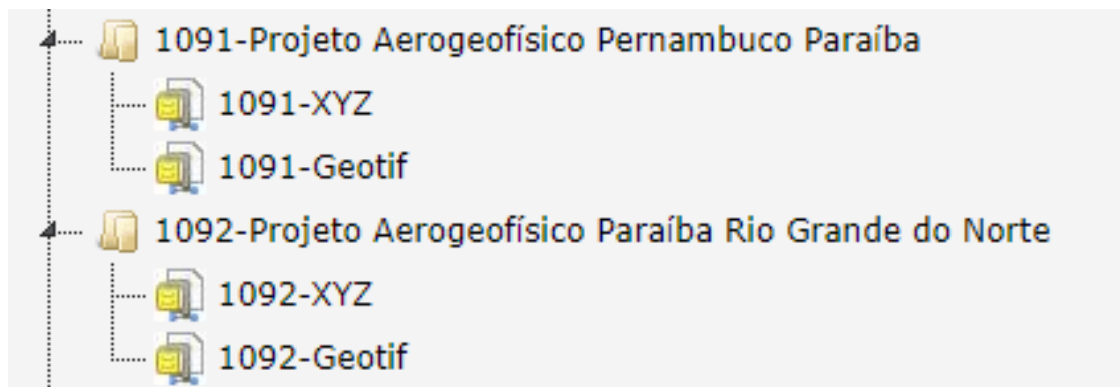 1091-Projeto Aerogeofísico Pernambuco Paraíba
1091-XYZ
1091-Geotif
1092-Projeto Aerogeofísico Paraíba Rio Grande do Norte
1092-XYZ
1092-Geotif